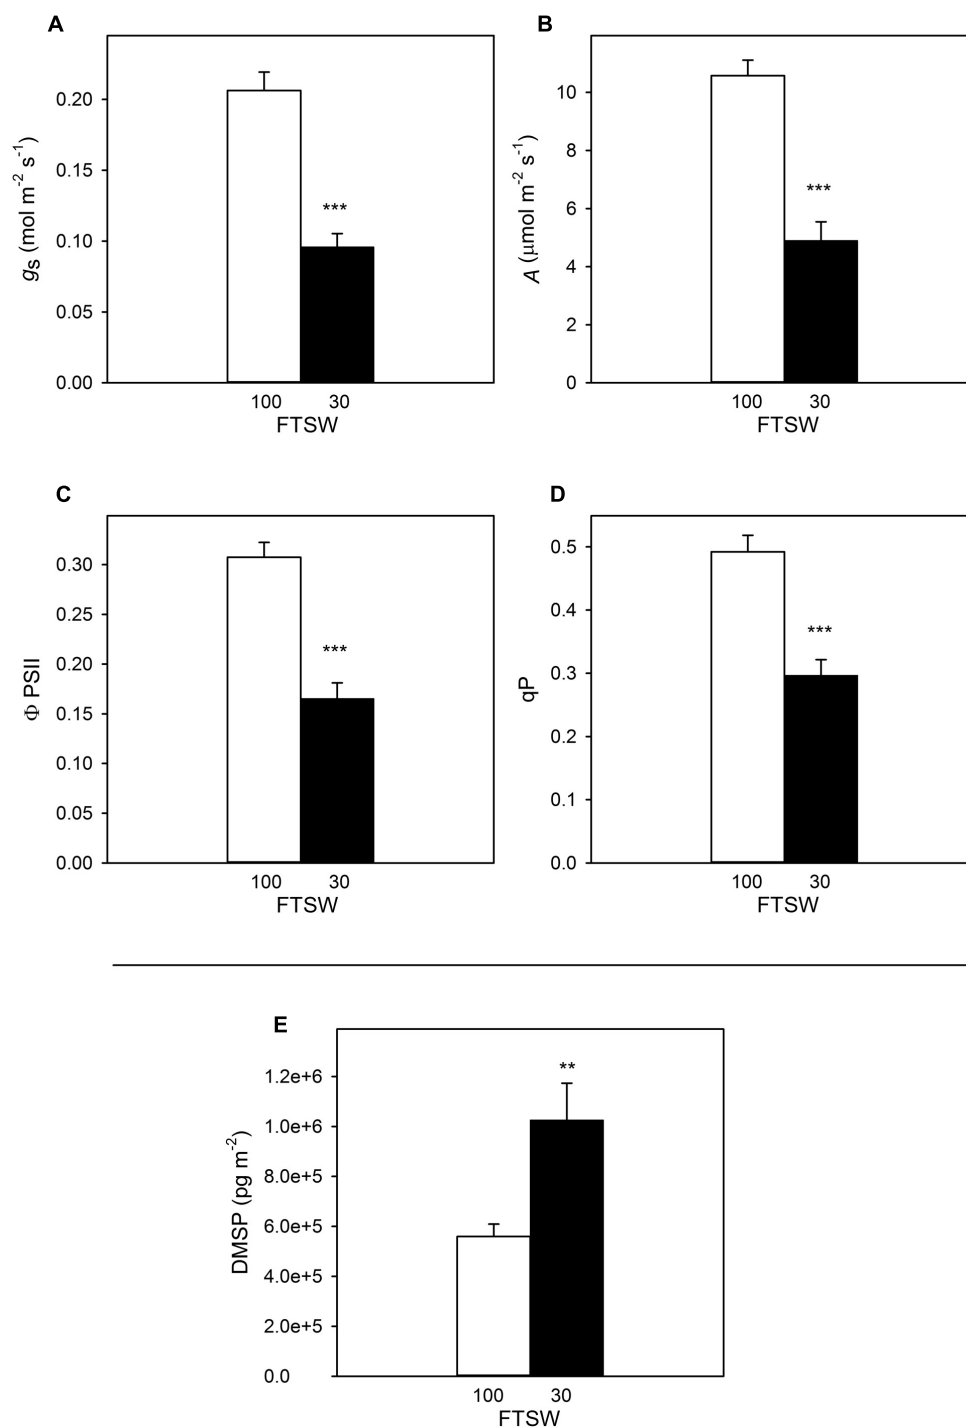 A
gs (mol m-2 s-1)
0.20
0.15
0.10
0.05
0.00
***
100 30
FTSW
B
A (μmol m-2 s-1)
10
8
6
4
2
0
***
100 30
FTSW
C
Φ PSII
0.30
0.25
0.20
0.15
0.10
0.05
0.00
***
100 30
FTSW
D
qP
0.5
0.4
0.3
0.2
0.1
0.0
***
100 30
FTSW
E
DMSP (pg m-2)
1.2e+6
1.0e+6
8.0e+5
6.0e+5
4.0e+5
2.0e+5
0.0
**
100 30
FTSW